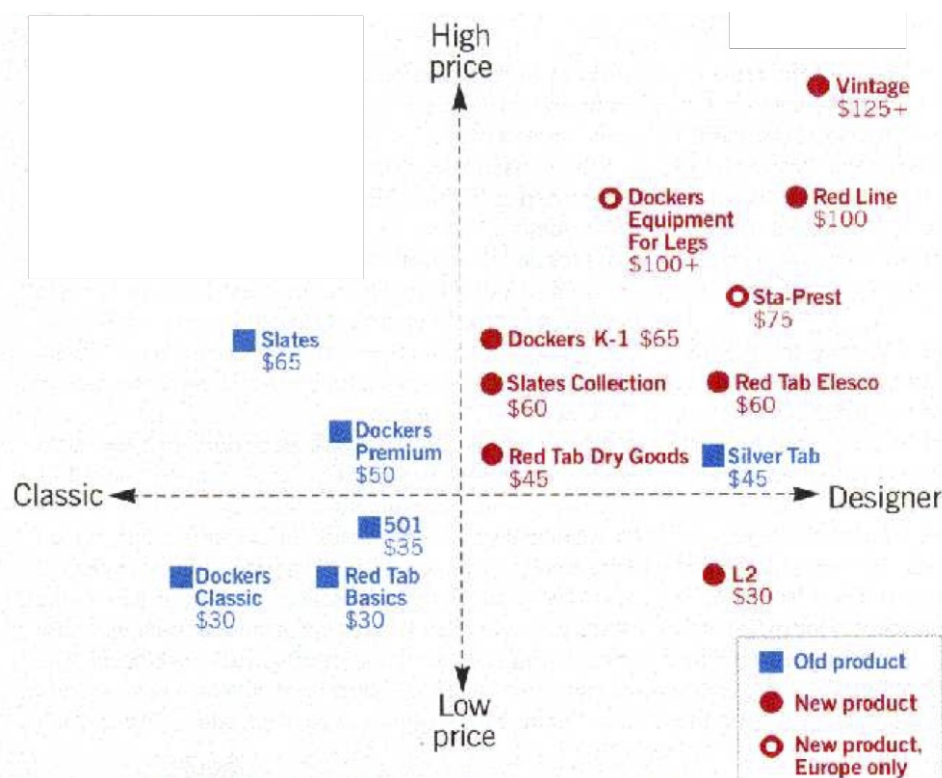 High
price
Vintage
$125+
Dockers
Equipment
For Legs
$100+
Red Line
$100
Sta-Prest
$75
Slates
$65
Dockers K-1 $65
Slates Collection
$60
Red Tab Elesco
$60
Dockers
Premium
$50
Red Tab Dry Goods
$45
Silver Tab
$45
Classic
Designer
501
$35
Dockers
Classic
$30
Red Tab
Basics
$30
L2
$30
Low
price
Old product
New product
New product,
Europe only